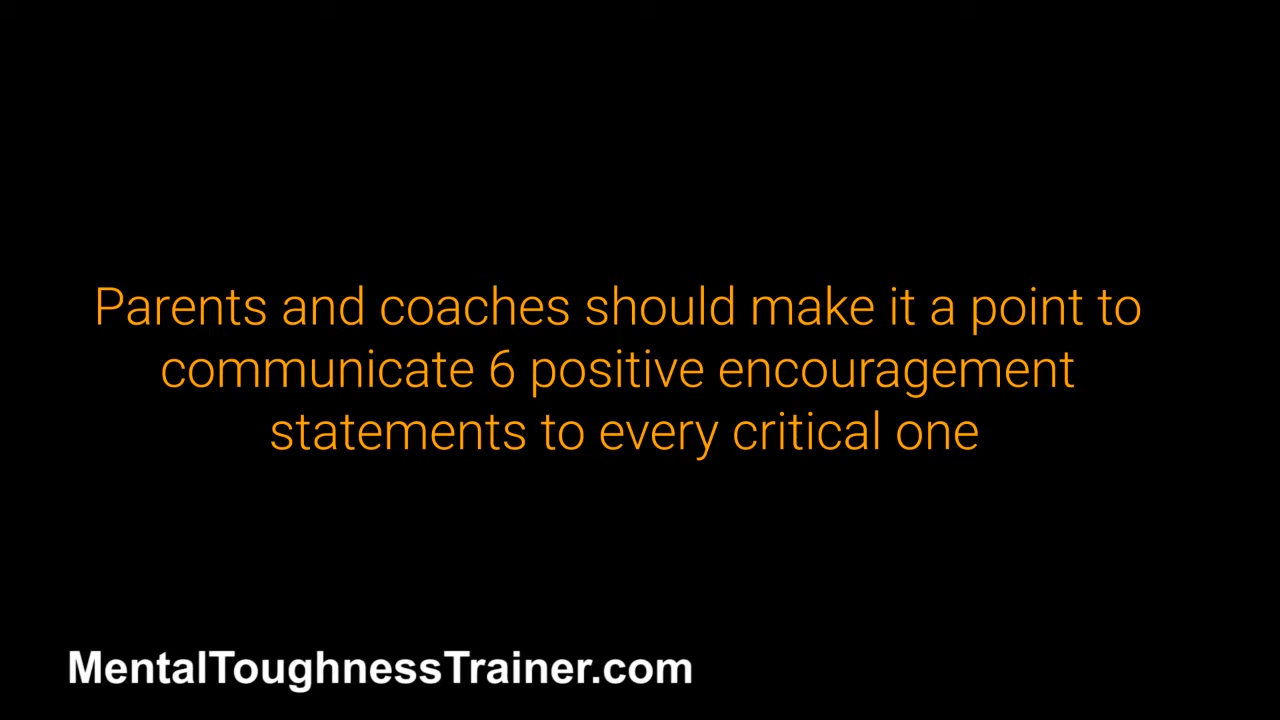 Parents and coaches should make it a point to
communicate 6 positive encouragement
statements to every critical one
MentalToughnessTrainer.com